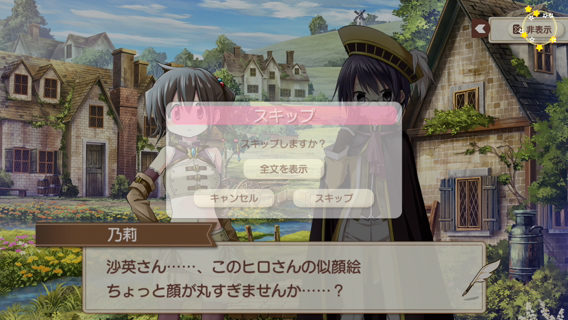 非表示
スキップ
スキップしますか？
全文を表示
キャンセル
スキップ
乃莉
沙英さん……、このヒロさんの似顔絵
ちょっと顔が丸すぎませんか……？